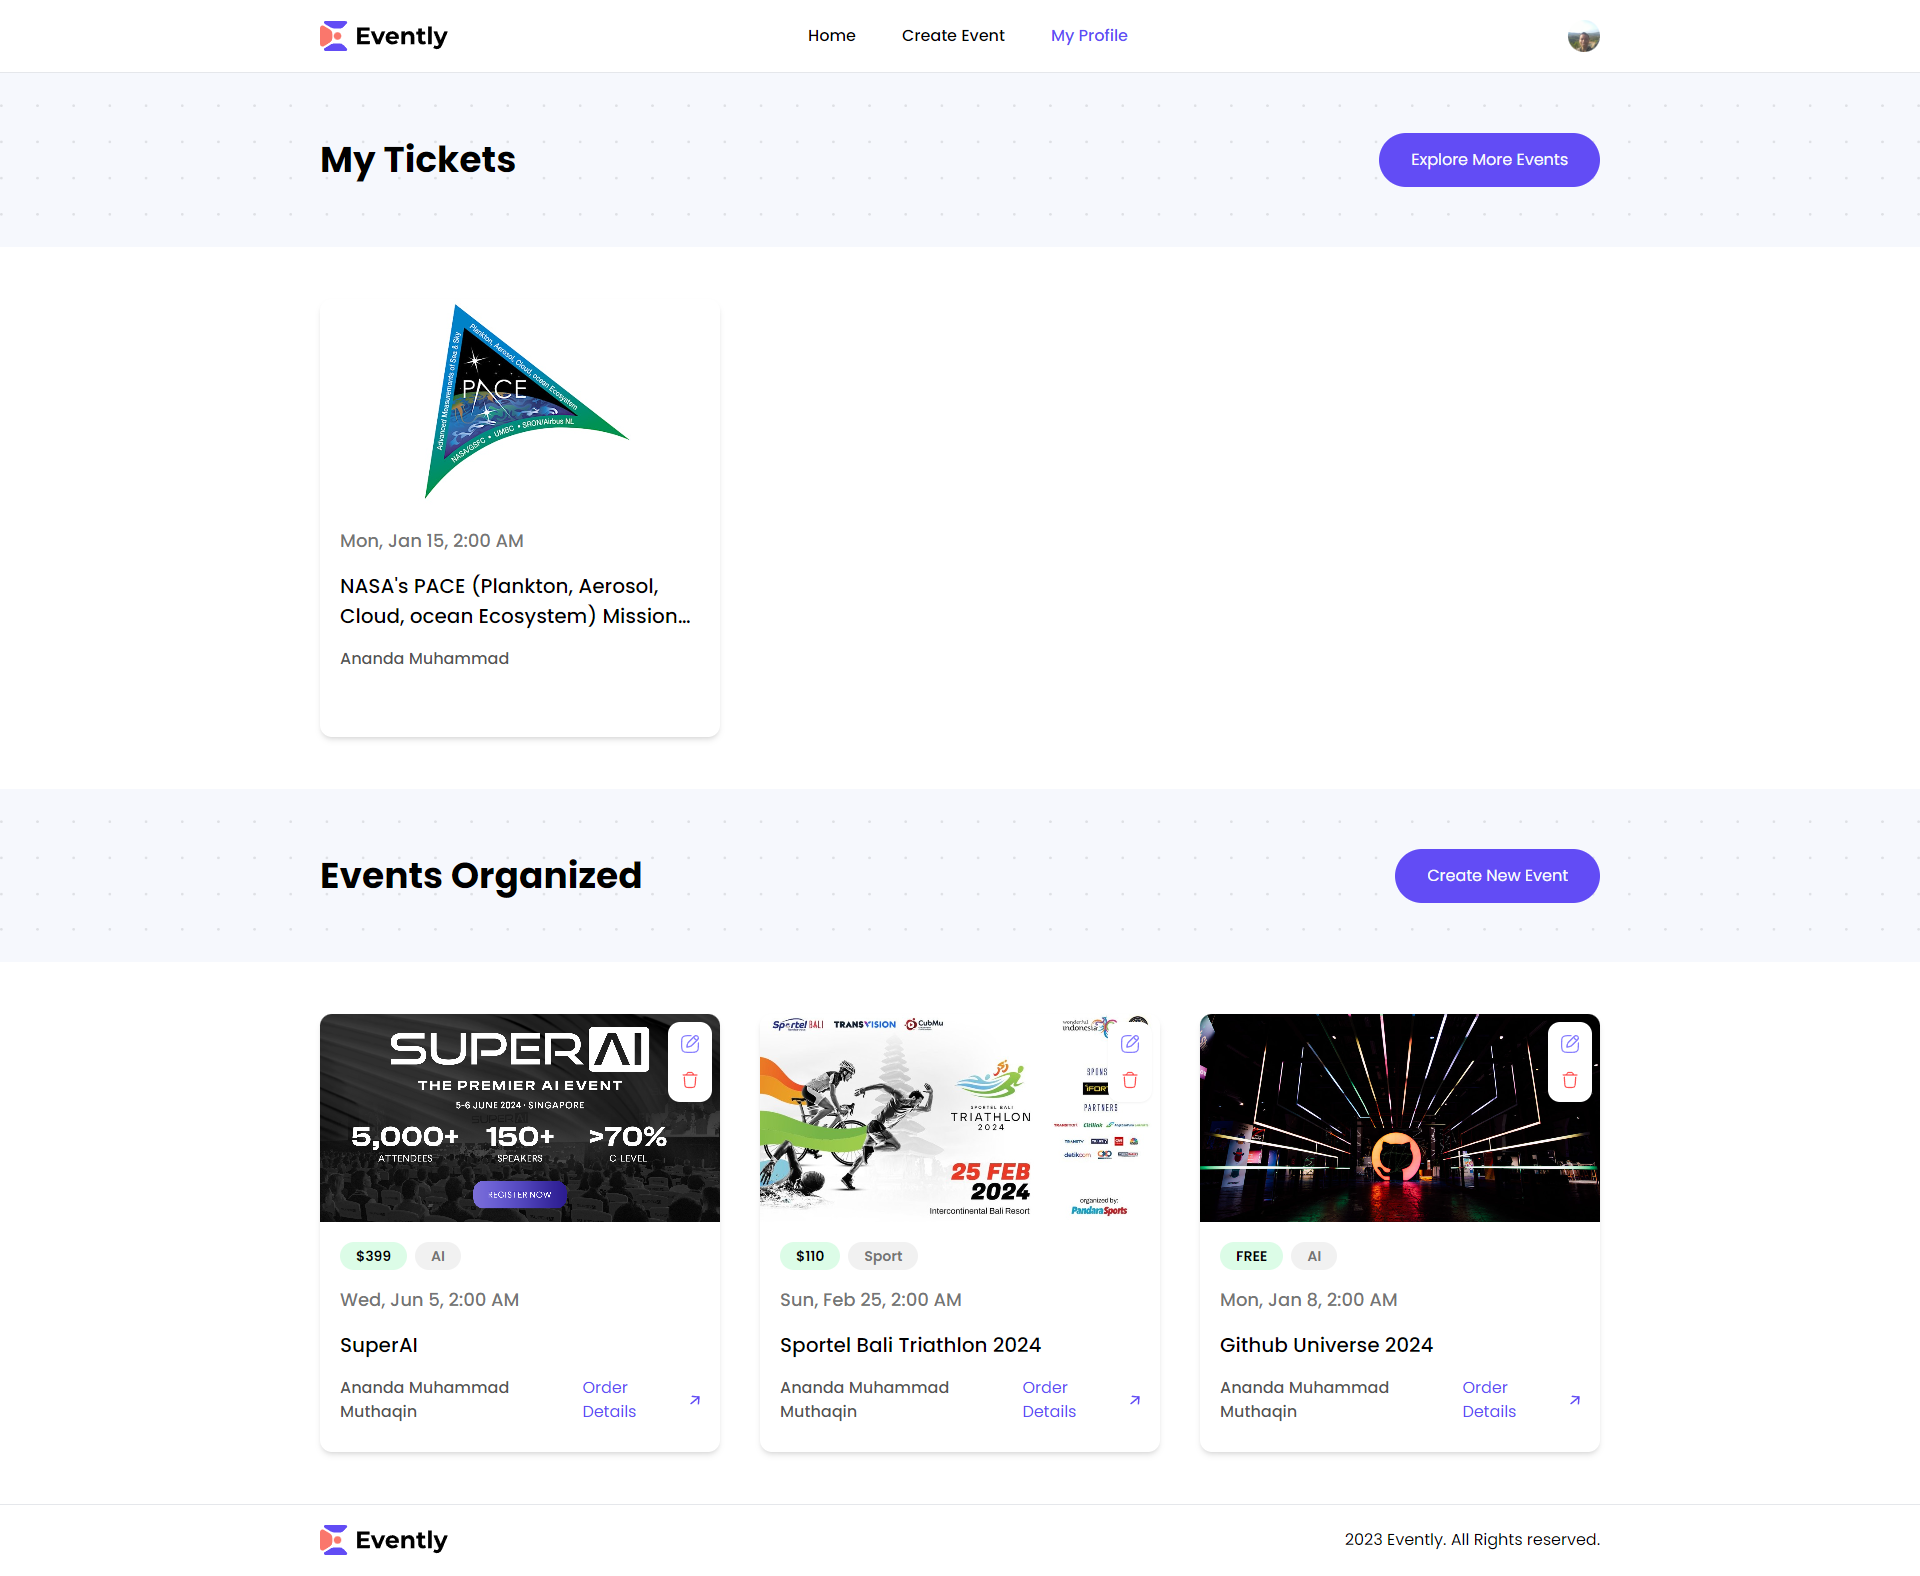 Evently
Home
Create Event
My Profile
My Tickets
Explore More Events
Plankton, Aerosol, Cloud, ocean Ecosystem
Advanced Measurements of Sea & Sky
PACE
NASA/GSFC • UMBC • SRON/Airbus NL
Mon, Jan 15, 2:00 AM
NASA's PACE (Plankton, Aerosol,
Cloud, ocean Ecosystem) Mission...
Ananda Muhammad
Events Organized
Create New Event
SUPER AI
THE PREMIER AI EVENT
5-6 JUNE 2024 · SINGAPORE
5,000+ 150+ >70%
ATTENDEES SPEAKERS C LEVEL
REGISTER NOW
$399
AI
Wed, Jun 5, 2:00 AM
SuperAI
Ananda Muhammad
Muthaqin
Order
Details
Sportel BALI TRANSVISION CubMu
wonderful
indonesia
SPONS
PARTNERS
SPORTEL BALI
TRIATHLON
2024
detikcom
25 FEB
2024
Intercontinental Bali Resort
organized by:
PandaraSports
$110
Sport
Sun, Feb 25, 2:00 AM
Sportel Bali Triathlon 2024
Ananda Muhammad
Muthaqin
Order
Details
FREE
AI
Mon, Jan 8, 2:00 AM
Github Universe 2024
Ananda Muhammad
Muthaqin
Order
Details
Evently
2023 Evently. All Rights reserved.